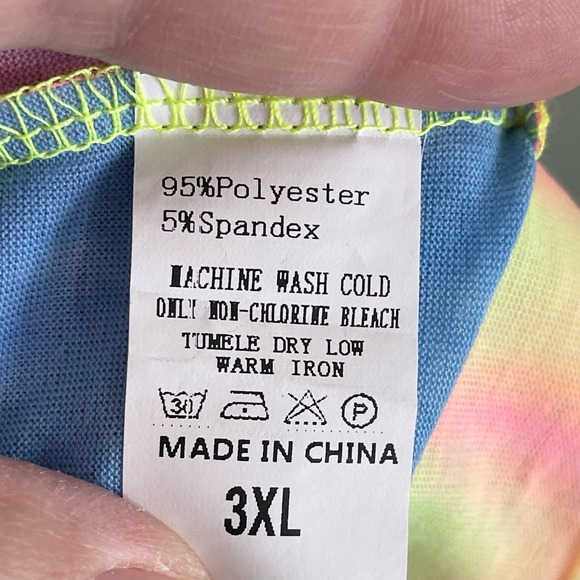 95%Polyester
5%Spandex
MACHINE WASH COLD
ONLY NON-CHLORINE BLEACH
TUMELE DRY LOW
WARM IRON
30 P
MADE IN CHINA
3XL